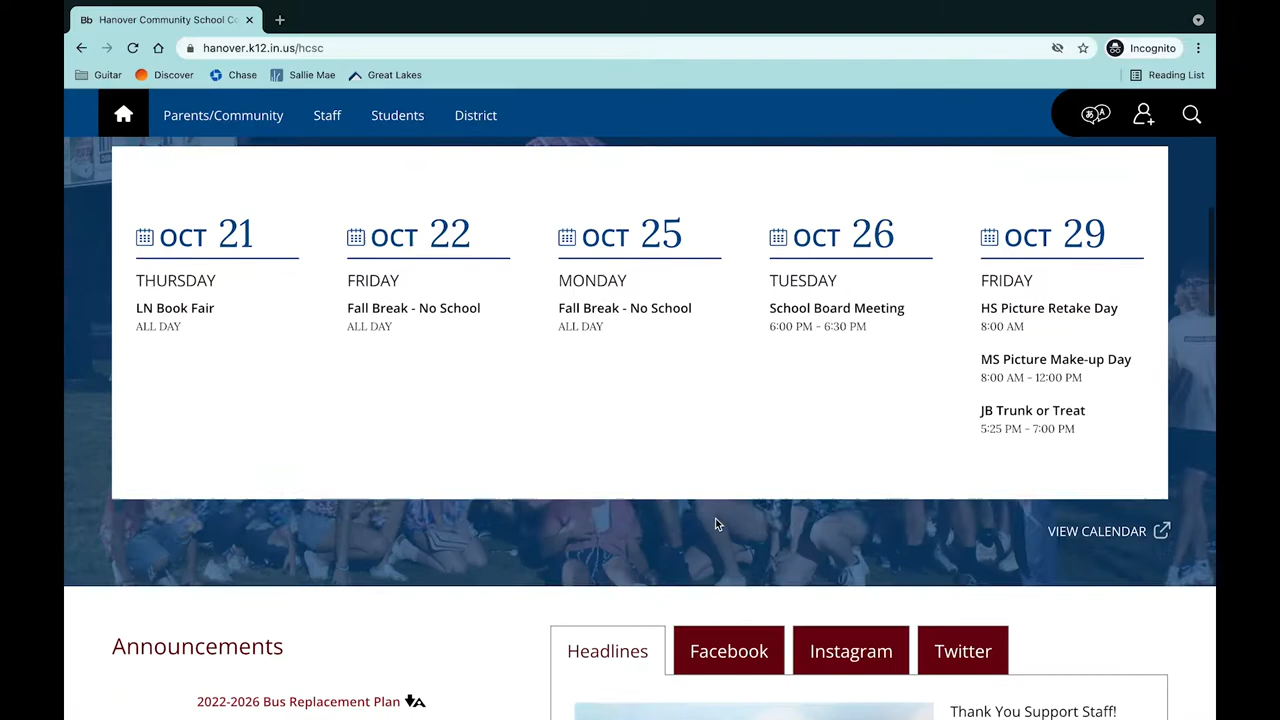 Bb Hanover Community School Co
hanover.k12.in.us/hcsc
Incognito
Guitar Discover Chase Sallie Mae Great Lakes
Reading List
Parents/Community Staff Students District
OCT 21
THURSDAY
LN Book Fair
ALL DAY
OCT 22
FRIDAY
Fall Break - No School
ALL DAY
OCT 25
MONDAY
Fall Break - No School
ALL DAY
OCT 26
TUESDAY
School Board Meeting
6:00 PM - 6:30 PM
OCT 29
FRIDAY
HS Picture Retake Day
8:00 AM
MS Picture Make-up Day
8:00 AM - 12:00 PM
JB Trunk or Treat
5:25 PM - 7:00 PM
VIEW CALENDAR
Announcements
2022-2026 Bus Replacement Plan
Headlines Facebook Instagram Twitter
Thank You Support Staff!